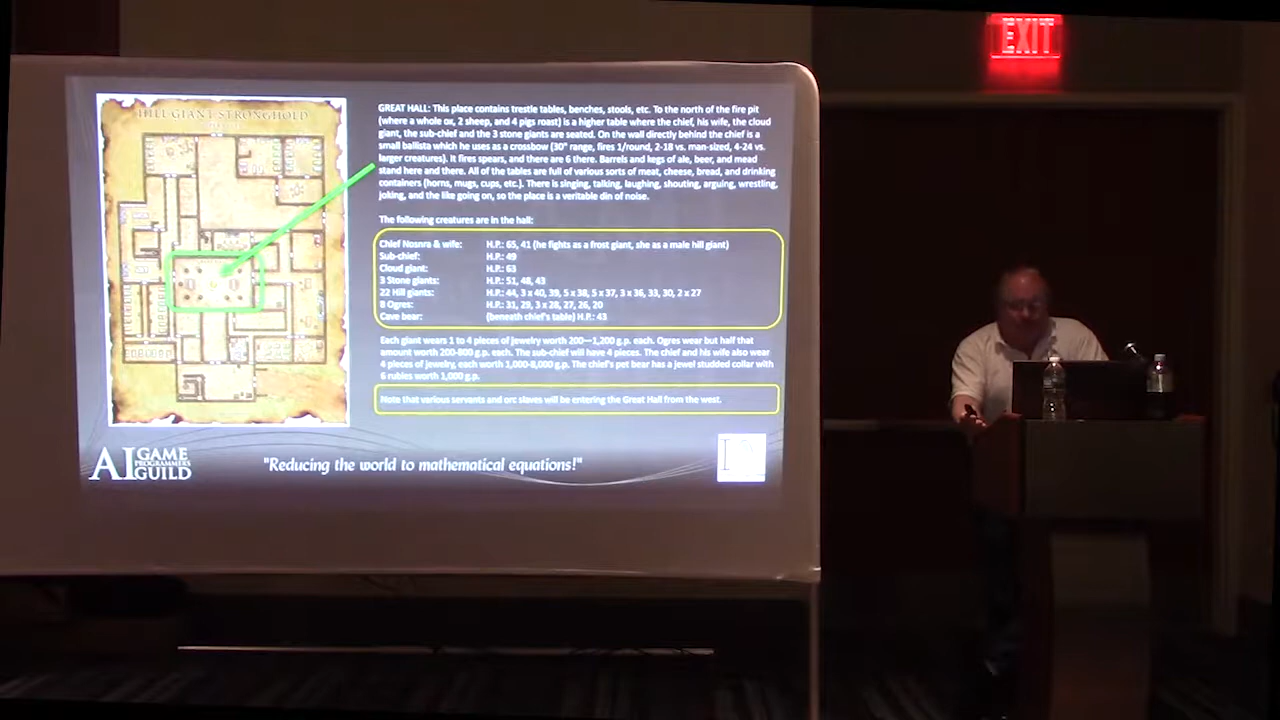 EXIT
HILL GIANT STRONGHOLD
GREAT HALL: This place contains trestle tables, benches, stools, etc. To the north of the fire pit
(where a whole ox, 2 sheep, and 4 pigs roast) is a higher table where the chief, his wife, the cloud
giant, the sub-chief and the 3 stone giants are seated. On the wall directly behind the chief is a
small ballista which he uses as a crossbow (30" range, fires 1/round, 2-18 vs. man-sized, 4-24 vs.
larger creatures). It fires spears, and there are 6 there. Barrels and kegs of ale, beer, and mead
stand here and there. All of the tables are full of various sorts of meat, cheese, bread, and drinking
containers (horns, mugs, cups, etc.). There is singing, talking, laughing, shouting, arguing, wrestling,
joking, and the like going on, so the place is a veritable din of noise.
The following creatures are in the hall:
Chief Nosnra & wife: H.P.: 65, 41 (he fights as a frost giant, she as a male hill giant)
Sub-chief: H.P.: 49
Cloud giant: H.P.: 63
3 Stone giants: H.P.: 51, 48, 43
22 Hill giants: H.P.: 44, 3 x 40, 39, 5 x 38, 5 x 37, 3 x 36, 33, 30, 2 x 27
8 Ogres: H.P.: 31, 29, 3 x 28, 27, 26, 20
Cave bear: (beneath chief's table) H.P.: 43
Each giant wears 1 to 4 pieces of jewelry worth 200—1,200 g.p. each. Ogres wear but half that
amount worth 200-800 g.p. each. The sub-chief will have 4 pieces. The chief and his wife also wear
4 pieces of jewelry, each worth 1,000-8,000 g.p. The chief's pet bear has a jewel studded collar with
6 rubies worth 1,000 g.p.
Note that various servants and orc slaves will be entering the Great Hall from the west.
AI GAME
PROGRAMMERS
GUILD
"Reducing the world to mathematical equations!"